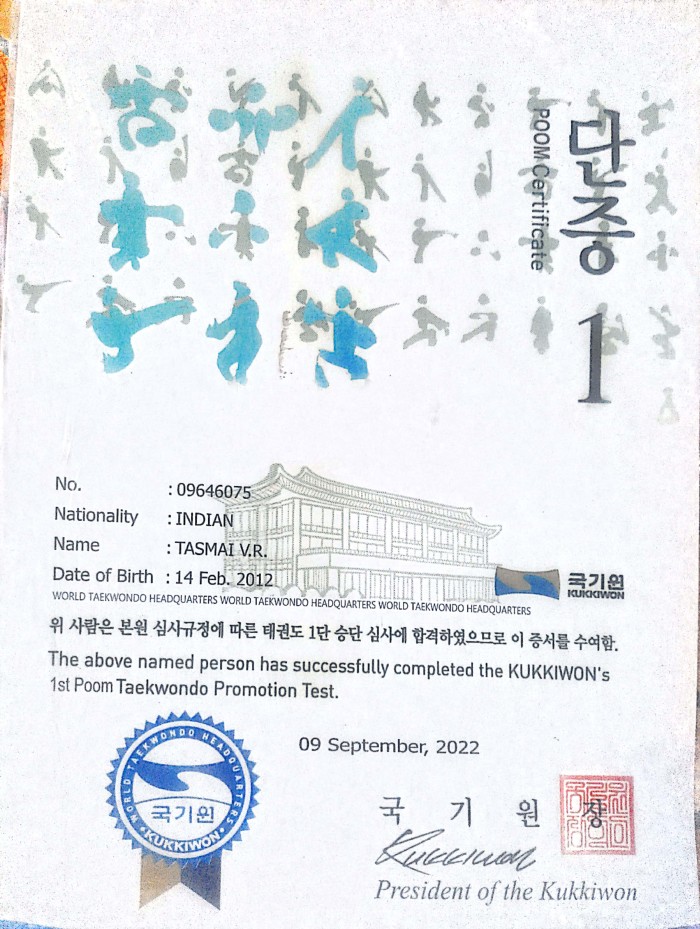 단증
POOM Certificate
1
No. : 09646075
Nationality : INDIAN
Name : TASMAI V.R.
Date of Birth : 14 Feb. 2012
국기원
KUKKIWON
WORLD TAEKWONDO HEADQUARTERS WORLD TAEKWONDO HEADQUARTERS WORLD TAEKWONDO HEADQUARTERS
위 사람은 본원 심사규정에 따른 태권도 1단 승단 심사에 합격하였으므로 이 증서를 수여함.
The above named person has successfully completed the KUKKIWON's
1st Poom Taekwondo Promotion Test.
09 September, 2022
WORLD TAEKWONDO HEADQUARTERS
국기원
·KUKKIWON·
국 기 원 장
Kukkiwon
President of the Kukkiwon